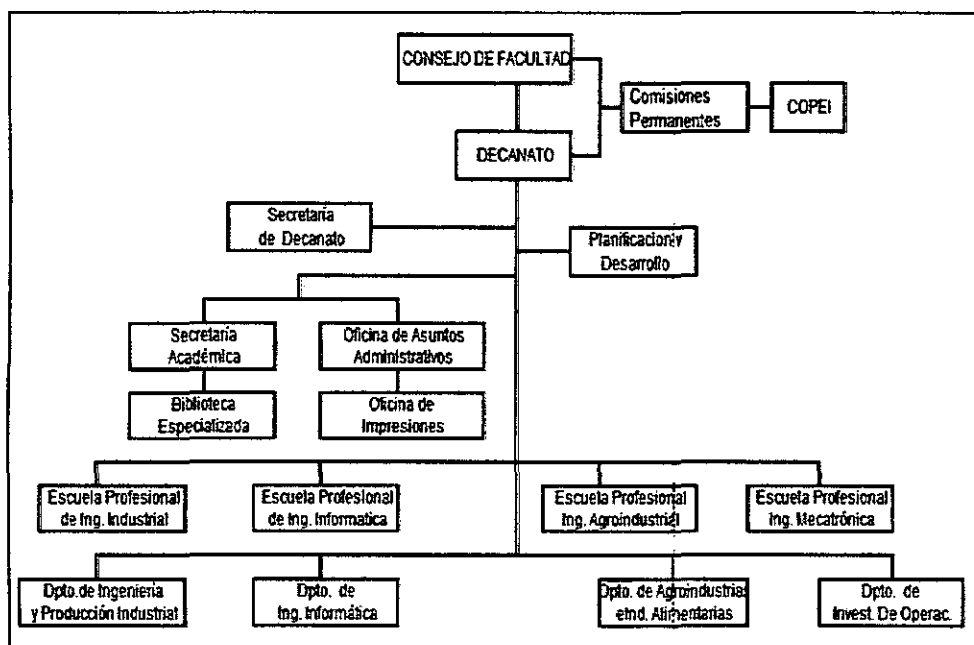 CONSEJO DE FACULTAD
Comisiones
Permanentes
COPEI
DECANATO
Secretaría
de Decanato
Planificacion y
Desarrollo
Secretaría
Académica
Oficina de Asuntos
Administrativos
Biblioteca
Especializada
Oficina de
Impresiones
Escuela Profesional
de Ing. Industrial
Escuela Profesional
de Ing. Informatica
Escuela Profesional
Ing. Agroindustrial
Escuela Profesional
Ing. Mecatrónica
Dpto. de Ingeniería
y Producción Industrial
Dpto. de
Ing. Informática
Dpto. de Agroindustrias
eInd. Alimentarias
Dpto. de
Invest. De Operac.